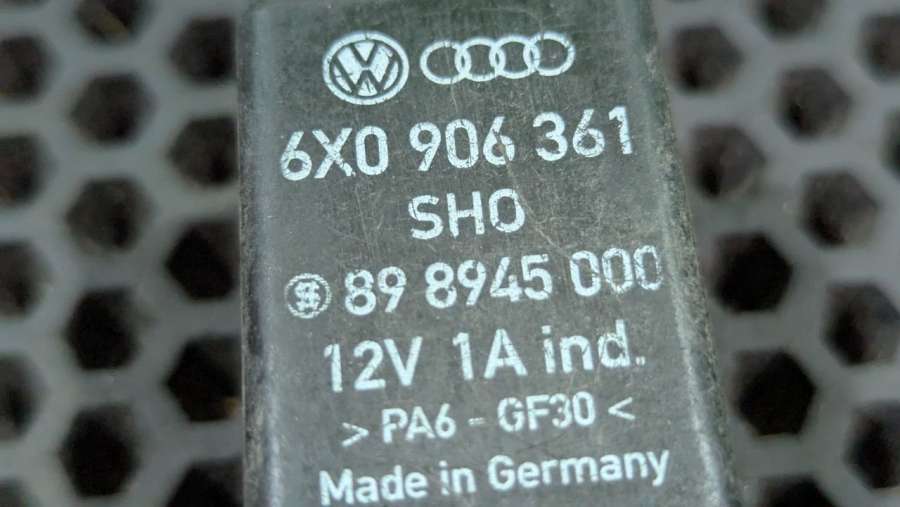 6X0 906 361
SHO
89 8945 000
12V 1A ind.
> PA6 - GF30 <
Made in Germany